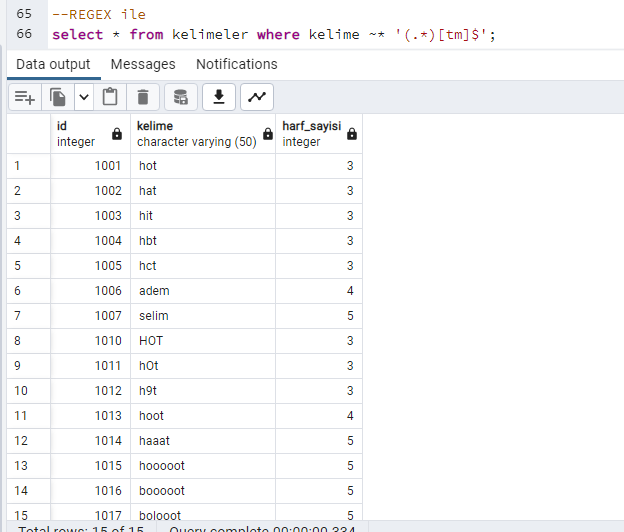 65 --REGEX ile
66 select * from kelimeler where kelime ~* '(.*)[tm]$';
Data output Messages Notifications
id kelime harf_sayisi
integer character varying (50) integer
1 1001 hot 3
2 1002 hat 3
3 1003 hit 3
4 1004 hbt 3
5 1005 hct 3
6 1006 adem 4
7 1007 selim 5
8 1010 HOT 3
9 1011 hOt 3
10 1012 h9t 3
11 1013 hoot 4
12 1014 haaat 5
13 1015 hooooot 5
14 1016 booooot 5
15 1017 bolooot 5
Total rows: 15 of 15 Query complete 00:00:00.334